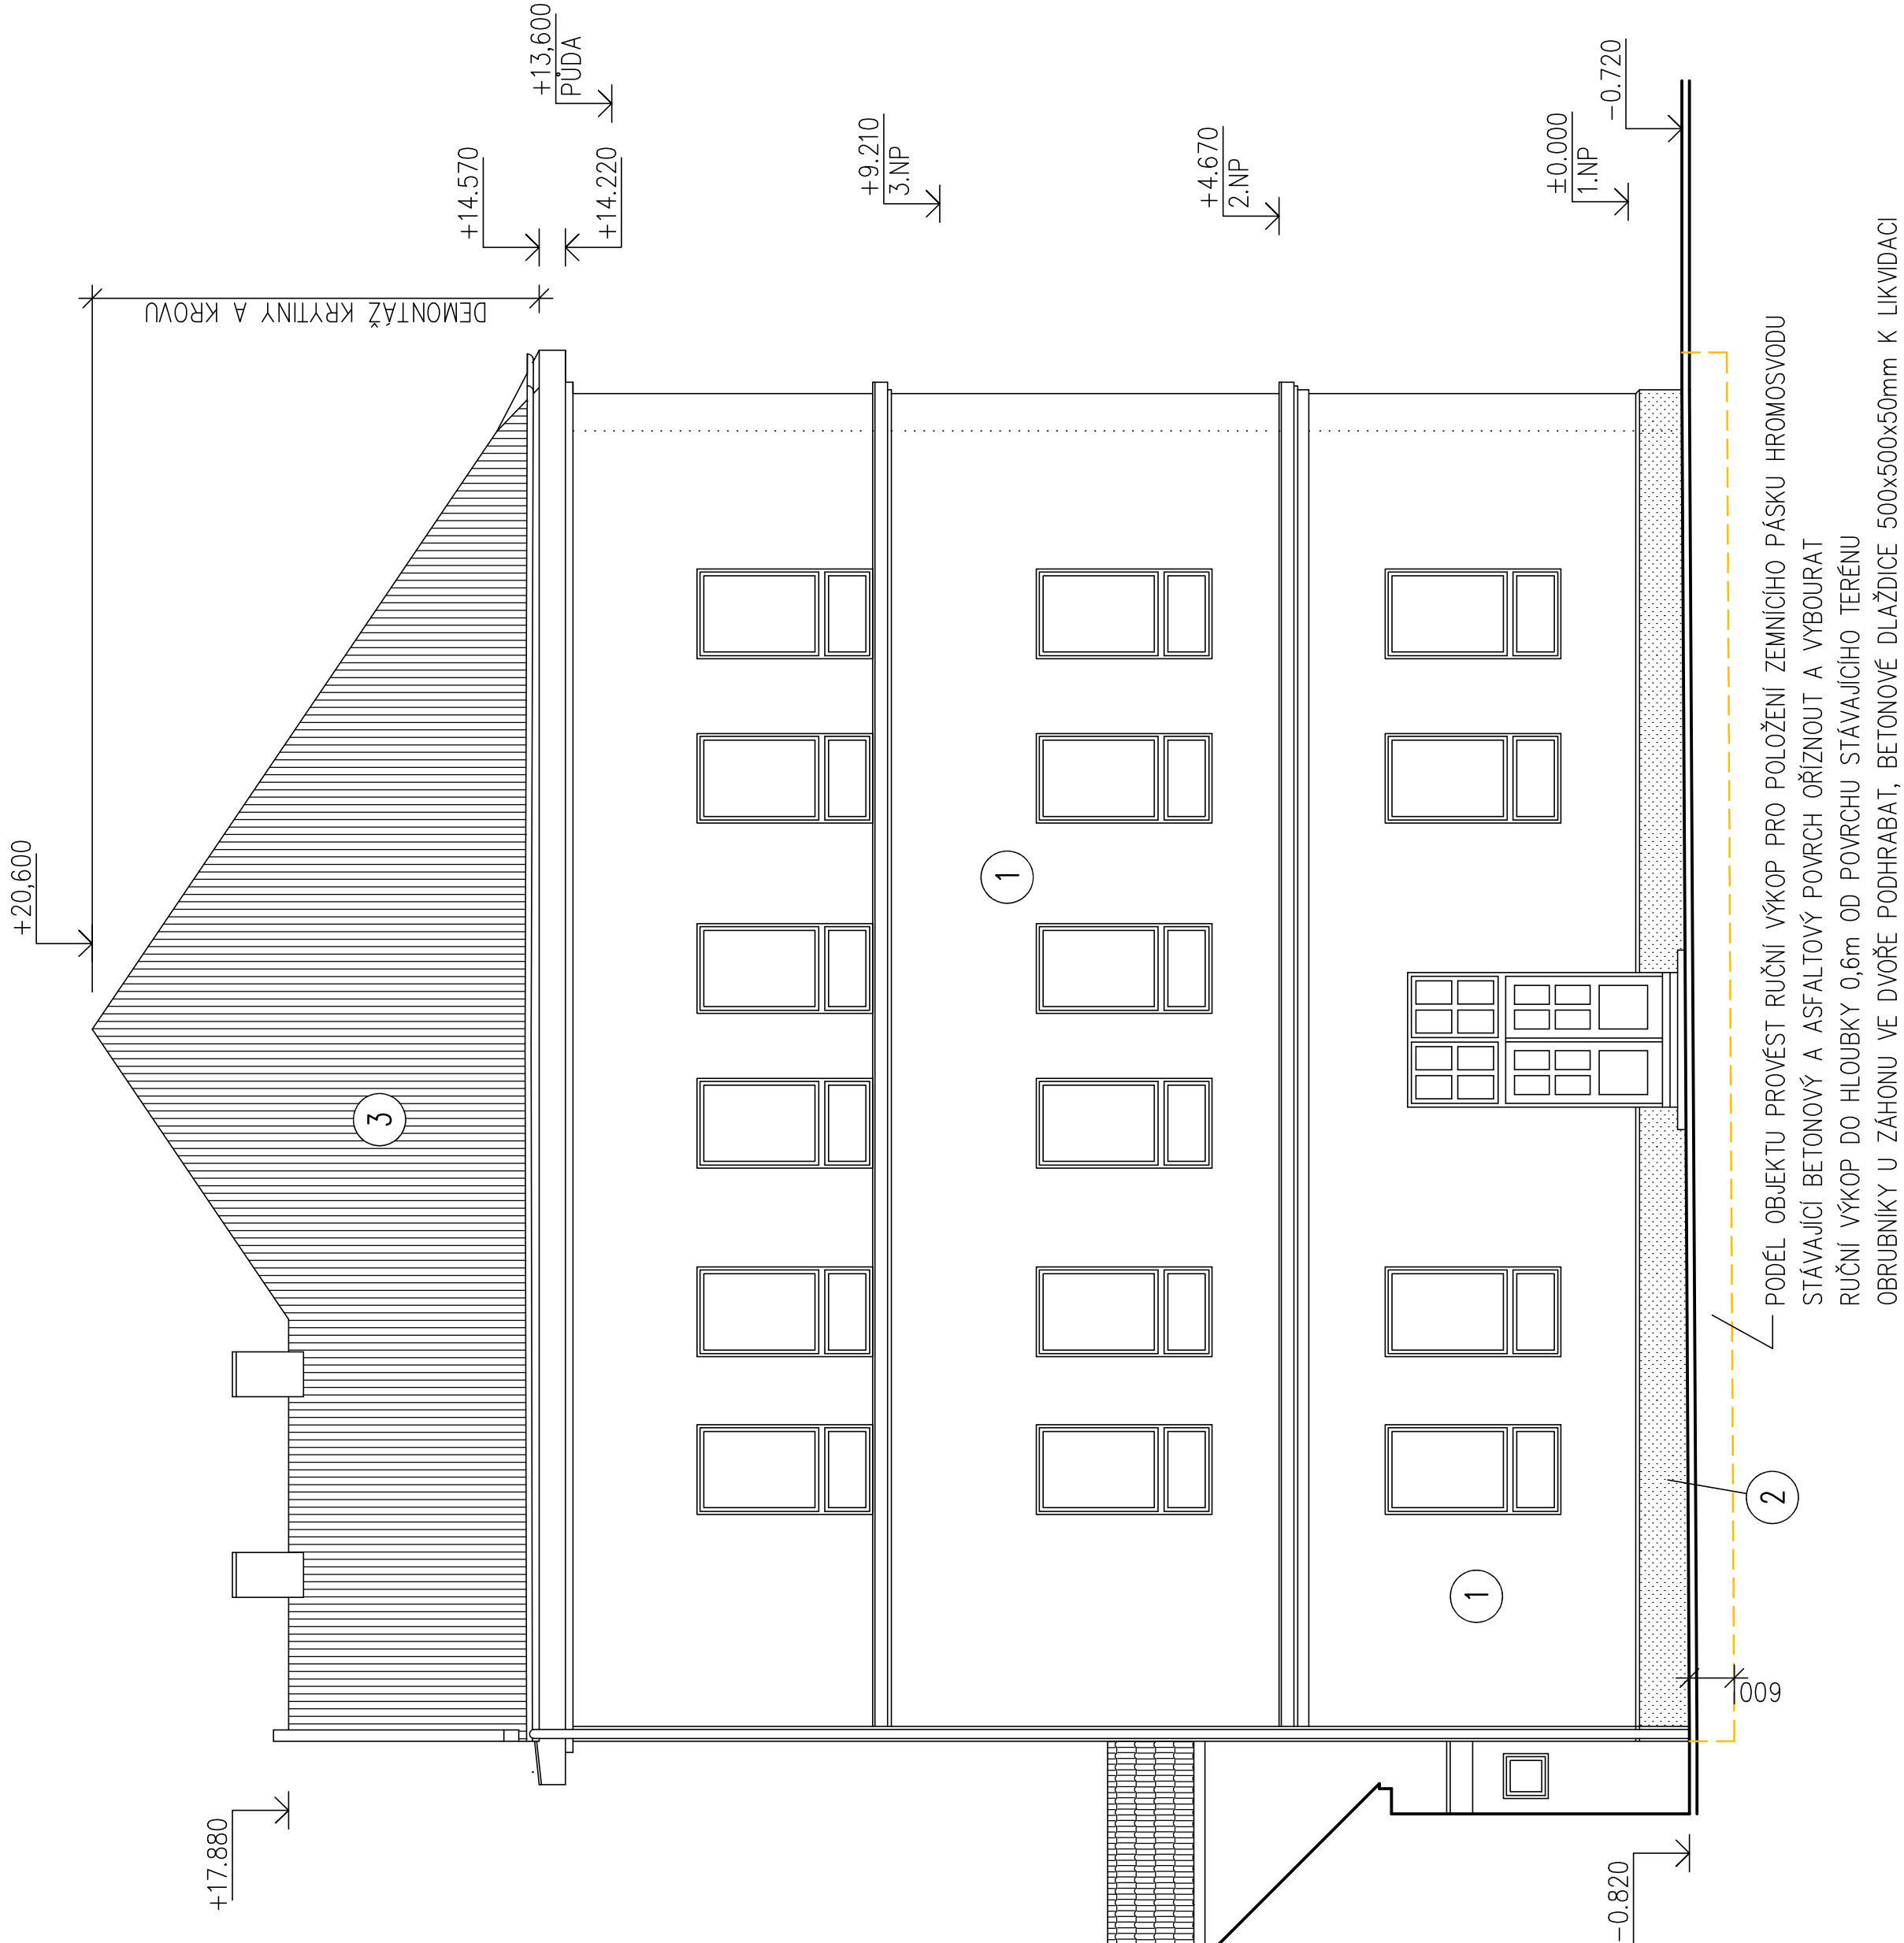 +20,600
+13,600
PŮDA
+14.570
+14.220
DEMONTÁŽ KRYTINY A KROVU
+9.210
3.NP
+4.670
2.NP
±0.000
1.NP
-0.720
3
1
1
2
+17.880
-0.820
600
PODÉL OBJEKTU PROVÉST RUČNÍ VÝKOP PRO POLOŽENÍ ZEMNÍCÍHO PÁSKU HROMOSVODU
STÁVAJÍCÍ BETONOVÝ A ASFALTOVÝ POVRCH OŘÍZNOUT A VYBOURAT
RUČNÍ VÝKOP DO HLOUBKY 0,6m OD POVRCHU STÁVAJÍCÍHO TERÉNU
OBRUBNÍKY U ZÁHONU VE DVOŘE PODHRABAT, BETONOVÉ DLAŽDICE 500x500x50mm K LIKVIDACI